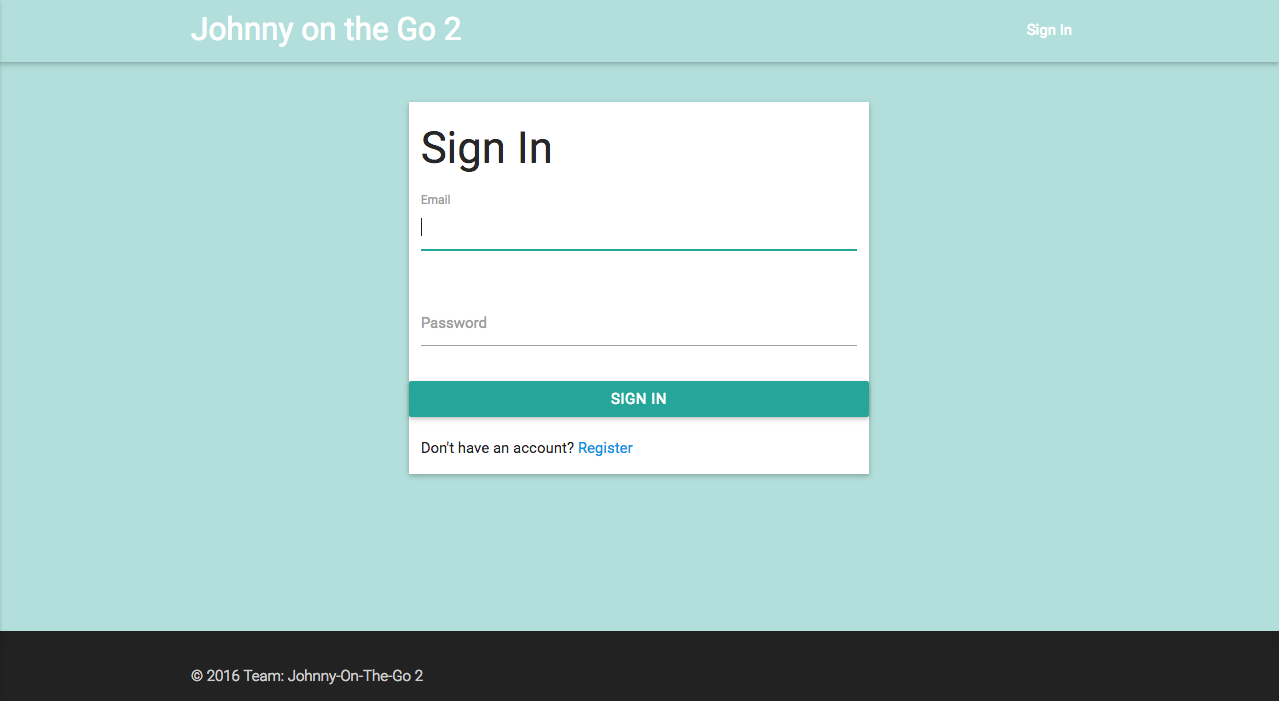 Johnny on the Go 2
Sign In
Sign In
Email
Password
SIGN IN
Don't have an account? Register
© 2016 Team: Johnny-On-The-Go 2